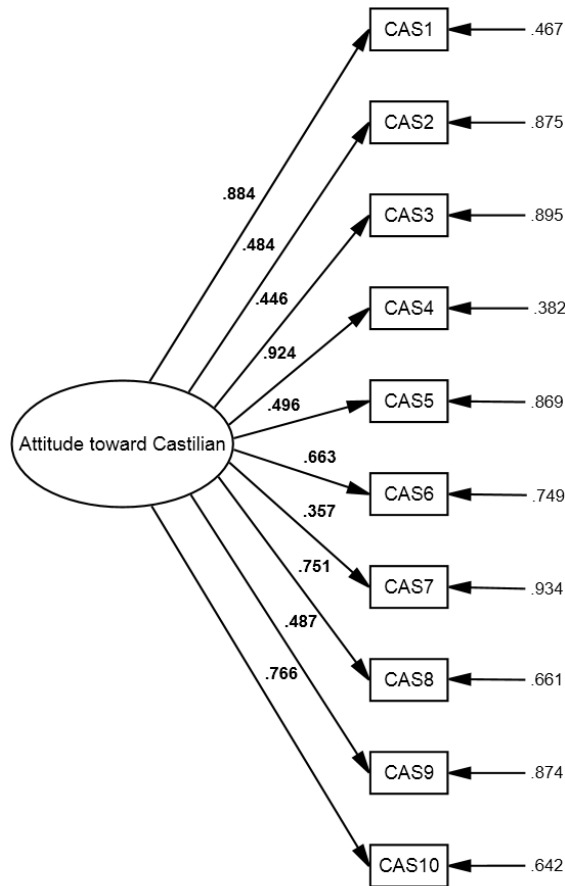 CAS1
.467
CAS2
.875
.884
CAS3
.895
.484
.446
CAS4
.382
.924
.496
CAS5
.869
Attitude toward Castilian
.663
CAS6
.749
.357
.751
CAS7
.934
.487
.766
CAS8
.661
CAS9
.874
CAS10
.642